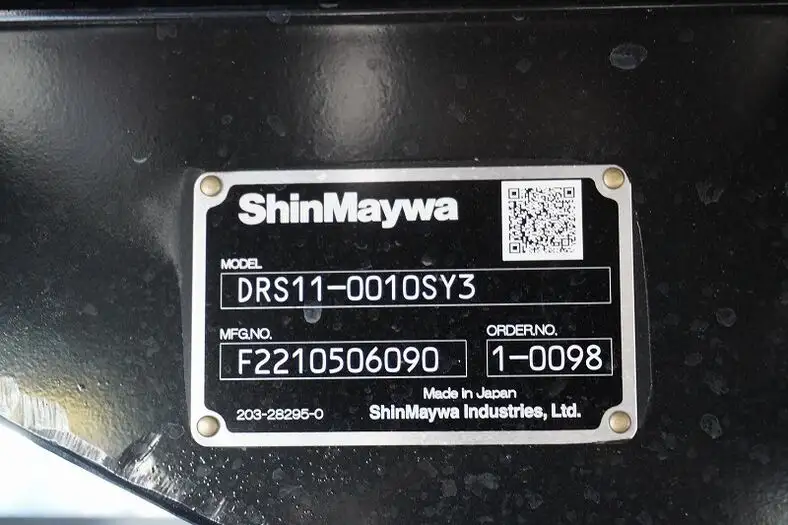 ShinMaywa
MODEL
DRS11-0010SY3
MFG.NO.
F2210506090
ORDER.NO.
1-0098
Made in Japan
203-28295-0
ShinMaywa Industries, Ltd.